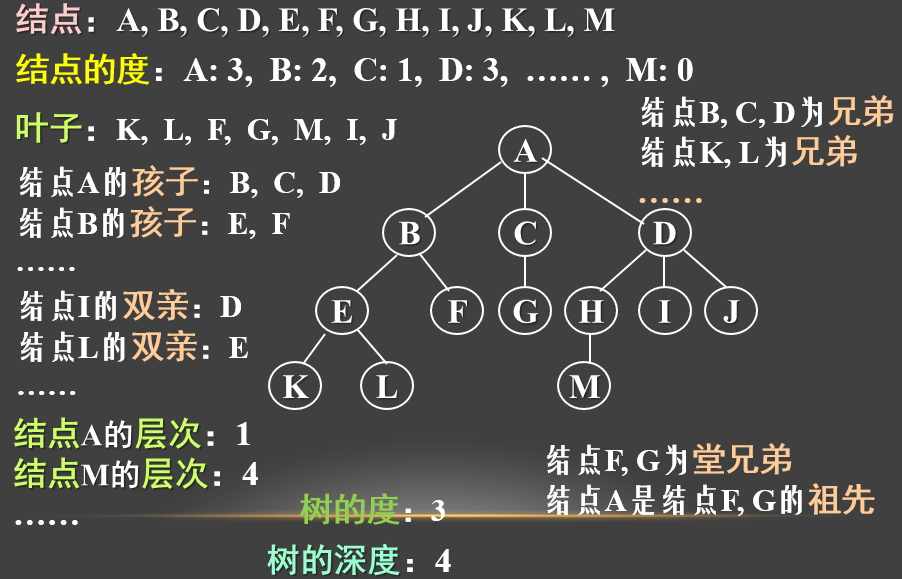 结点：A, B, C, D, E, F, G, H, I, J, K, L, M
结点的度：A: 3, B: 2, C: 1, D: 3, …… , M: 0
叶子：K, L, F, G, M, I, J
结点B, C, D为兄弟
结点K, L为兄弟
……
结点A的孩子：B, C, D
结点B的孩子：E, F
……
结点I的双亲：D
结点L的双亲：E
……
A
B C D
E F G H I J
K L M
结点A的层次：1
结点M的层次：4
……
结点F, G为堂兄弟
结点A是结点F, G的祖先
树的度：3
树的深度：4